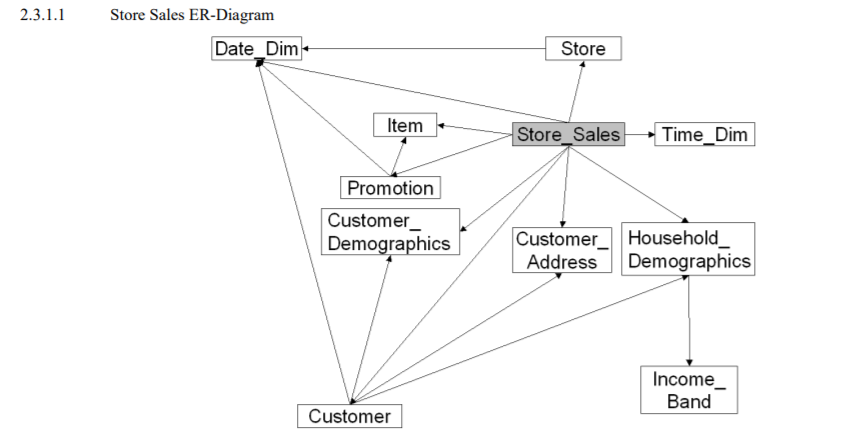 2.3.1.1 Store Sales ER-Diagram
Date_Dim
Store
Item
Store_Sales
Time_Dim
Promotion
Customer_
Demographics
Customer_
Address
Household_
Demographics
Income_
Band
Customer